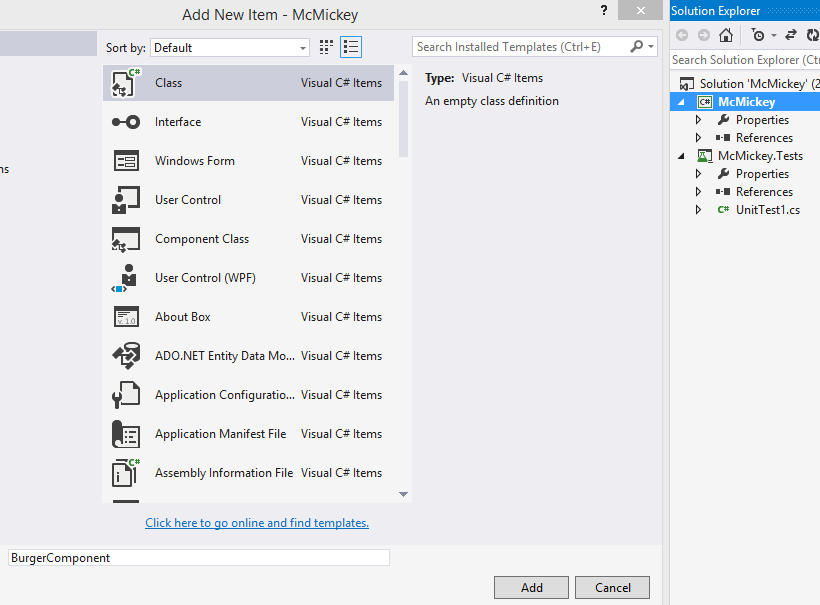 Add New Item - McMickey
?
Sort by: Default
Search Installed Templates (Ctrl+E)
Class Visual C# Items
Interface Visual C# Items
Windows Form Visual C# Items
User Control Visual C# Items
Component Class Visual C# Items
User Control (WPF) Visual C# Items
About Box Visual C# Items
ADO.NET Entity Data Mo... Visual C# Items
Application Configuratio... Visual C# Items
Application Manifest File Visual C# Items
Assembly Information File Visual C# Items
Type: Visual C# Items
An empty class definition
Click here to go online and find templates.
BurgerComponent
Add
Cancel
Solution Explorer
Search Solution Explorer (Ctr
Solution 'McMickey' (2
C# McMickey
Properties
References
McMickey.Tests
Properties
References
C# UnitTest1.cs